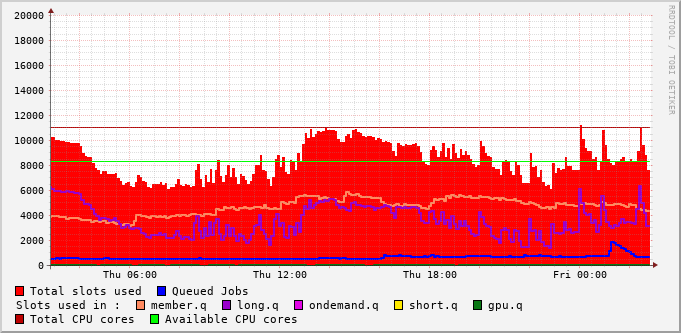 20000
18000
16000
14000
12000
10000
8000
6000
4000
2000
0
Thu 06:00 Thu 12:00 Thu 18:00 Fri 00:00
RRDTOOL / TOBI OETIKER
Total slots used Queued Jobs
Slots used in : member.q long.q ondemand.q short.q gpu.q
Total CPU cores Available CPU cores